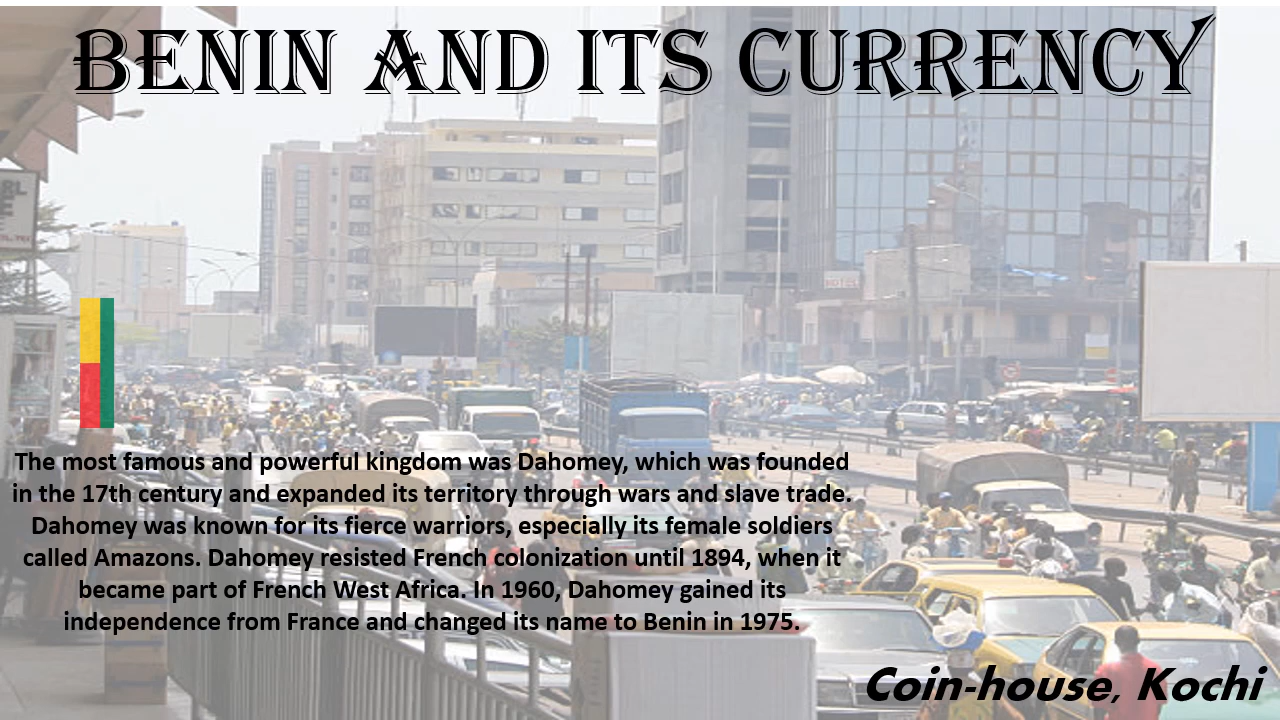 BENIN AND ITS CURRENCY
RL
E
HOTEL
The most famous and powerful kingdom was Dahomey, which was founded
in the 17th century and expanded its territory through wars and slave trade.
Dahomey was known for its fierce warriors, especially its female soldiers
called Amazons. Dahomey resisted French colonization until 1894, when it
became part of French West Africa. In 1960, Dahomey gained its
independence from France and changed its name to Benin in 1975.
Coin-house, Kochi